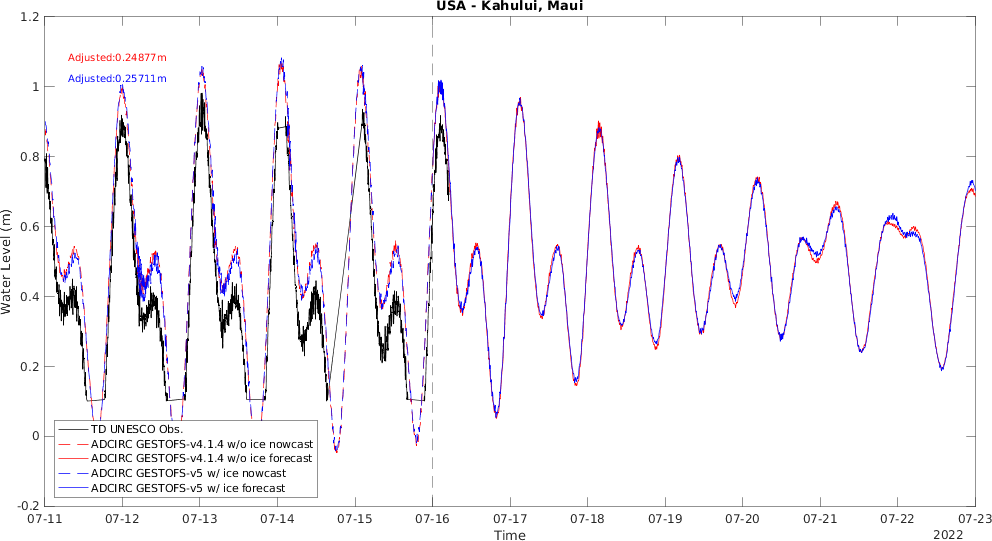 USA - Kahului, Maui
1.2
1
0.8
0.6
0.4
0.2
0
-0.2
Water Level (m)
Adjusted:0.24877m
Adjusted:0.25711m
TD UNESCO Obs.
ADCIRC GESTOFS-v4.1.4 w/o ice nowcast
ADCIRC GESTOFS-v4.1.4 w/o ice forecast
ADCIRC GESTOFS-v5 w/ ice nowcast
ADCIRC GESTOFS-v5 w/ ice forecast
07-11 07-12 07-13 07-14 07-15 07-16 07-17 07-18 07-19 07-20 07-21 07-22 07-23
Time
2022